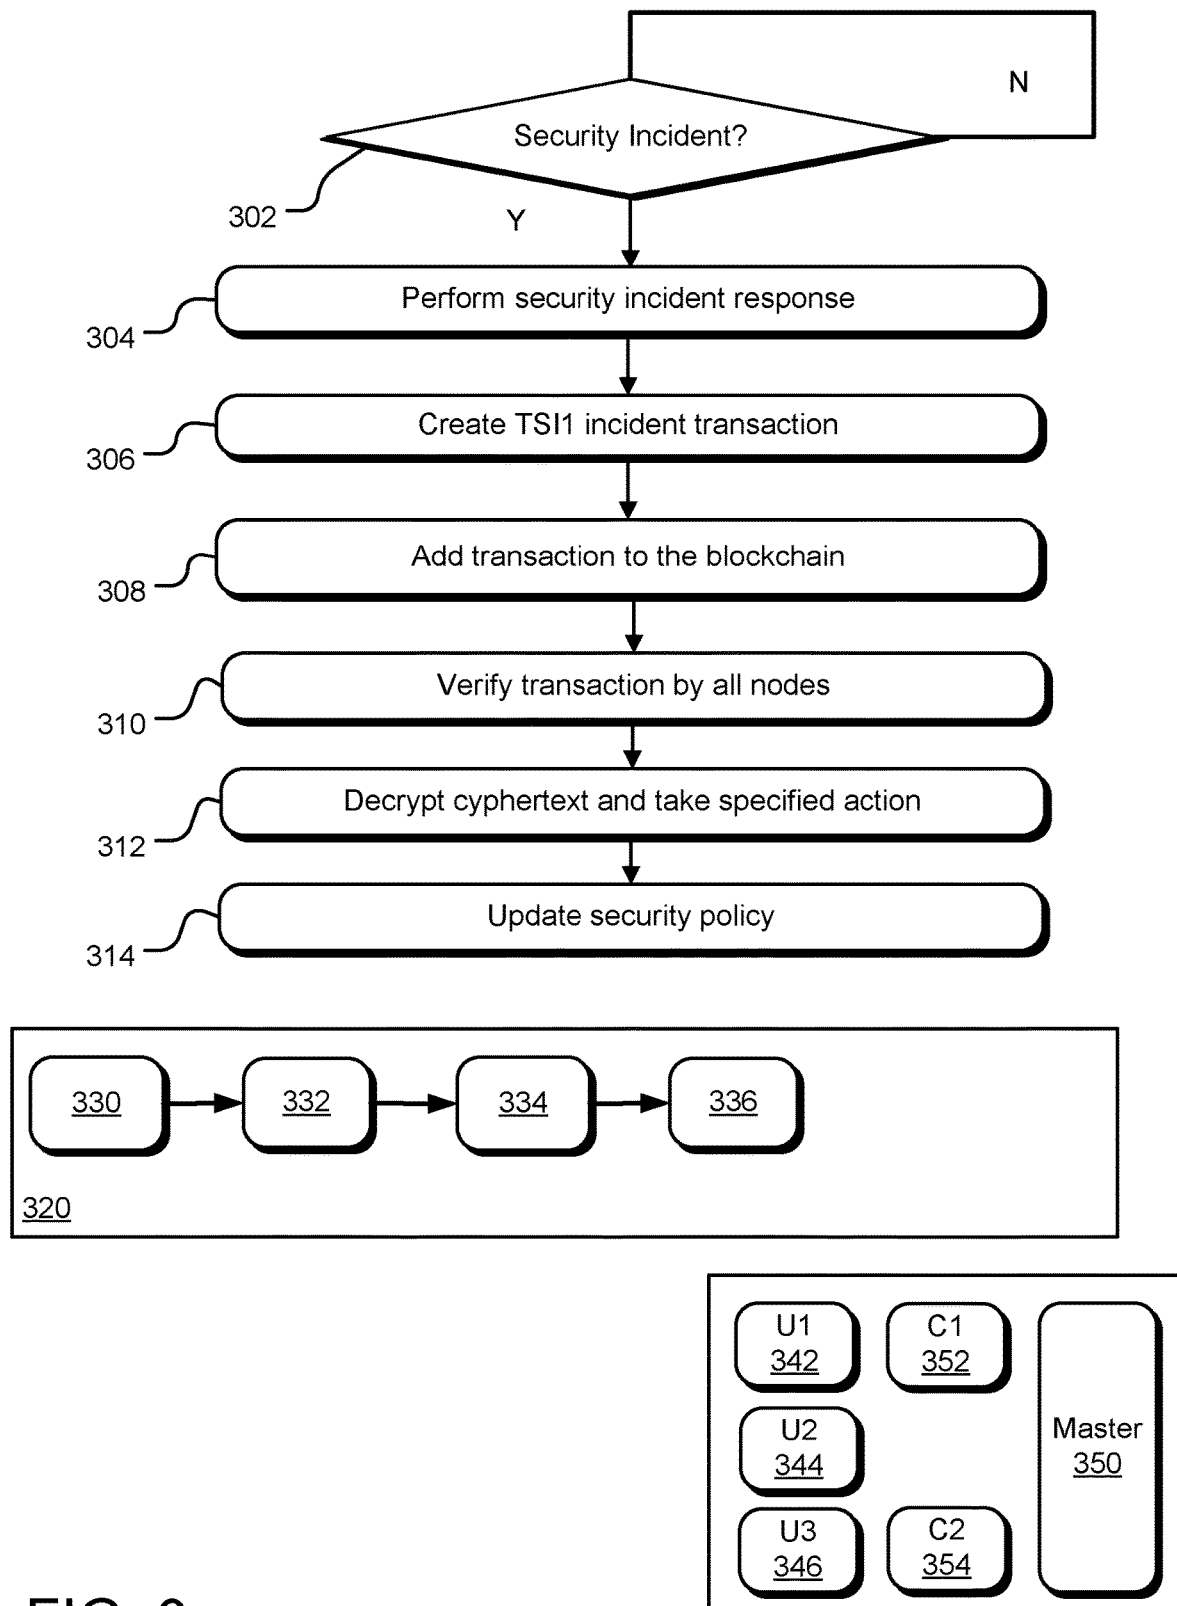 N
Security Incident?
302
Y
Perform security incident response
304
Create TSI1 incident transaction
306
Add transaction to the blockchain
308
Verify transaction by all nodes
310
Decrypt cyphertext and take specified action
312
Update security policy
314
330
332
334
336
320
U1
342
C1
352
U2
344
Master
350
U3
346
C2
354